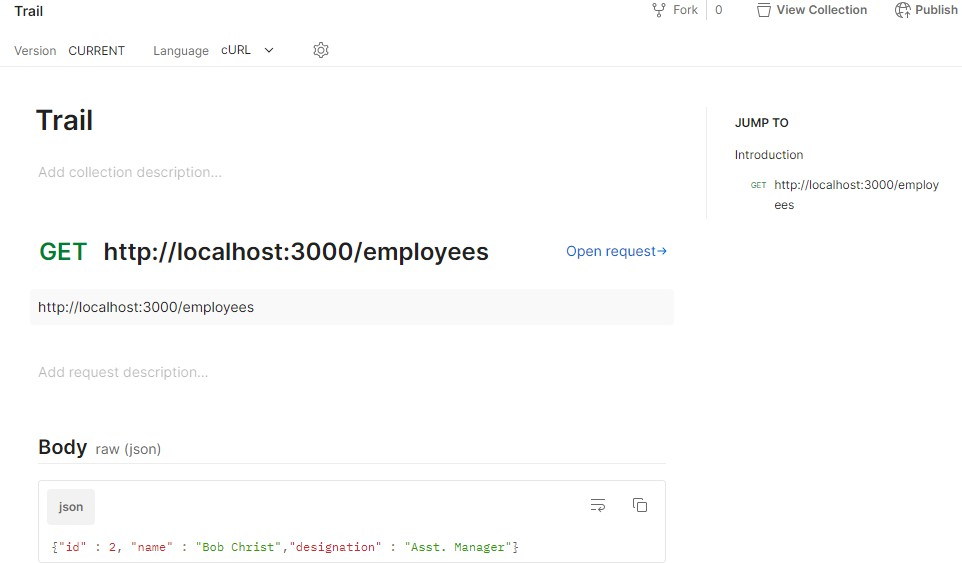 Trail
Fork 0 View Collection Publish
Version CURRENT Language cURL
Trail
Add collection description...
GET http://localhost:3000/employees
Open request→
http://localhost:3000/employees
Add request description...
Body raw (json)
json
{"id" : 2, "name" : "Bob Christ","designation" : "Asst. Manager"}
JUMP TO
Introduction
GET http://localhost:3000/employ
ees